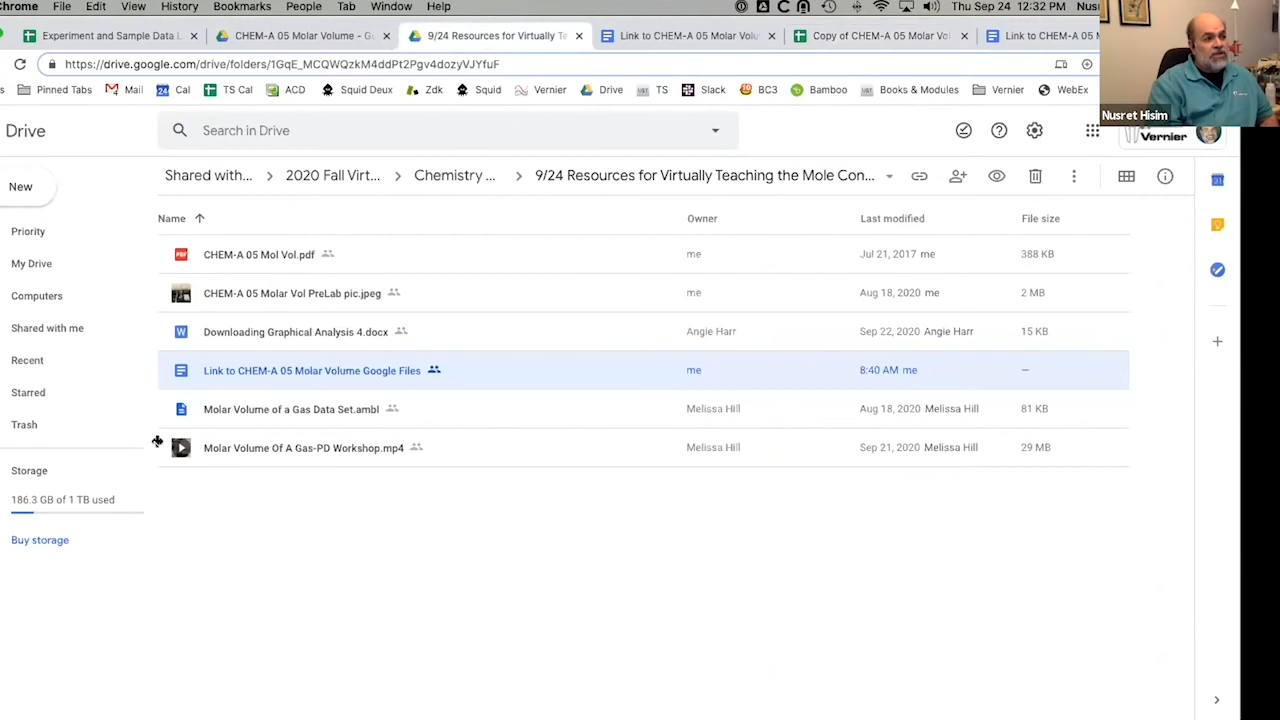 Chrome File Edit View History Bookmarks People Tab Window Help Thu Sep 24 12:32 PM
Experiment and Sample Data L CHEM-A 05 Molar Volume - Gu 9/24 Resources for Virtually Te Link to CHEM-A 05 Molar Volu Copy of CHEM-A 05 Molar Vol Link to CHEM-A 05 M
https://drive.google.com/drive/folders/1GqE_MCQWQzkM4ddPt2Pgv4dozyVJYfuF
s Pinned Tabs Mail Cal TS Cal ACD Squid Deux Zdk Squid Vernier Drive TS Slack BC3 Bamboo Books & Modules Vernier WebEx
Nusret Hisim
Drive Search in Drive Vernier
Shared with... > 2020 Fall Virt... > Chemistry ... > 9/24 Resources for Virtually Teaching the Mole Con...
New
Name Owner Last modified File size
Priority
My Drive
Computers
Shared with me
Recent
Starred
Trash
Storage
186.3 GB of 1 TB used
Buy storage
CHEM-A 05 Mol Vol.pdf me Jul 21, 2017 me 388 KB
CHEM-A 05 Molar Vol PreLab pic.jpeg me Aug 18, 2020 me 2 MB
Downloading Graphical Analysis 4.docx Angie Harr Sep 22, 2020 Angie Harr 15 KB
Link to CHEM-A 05 Molar Volume Google Files me 8:40 AM me —
Molar Volume of a Gas Data Set.ambl Melissa Hill Aug 18, 2020 Melissa Hill 81 KB
Molar Volume Of A Gas-PD Workshop.mp4 Melissa Hill Sep 21, 2020 Melissa Hill 29 MB